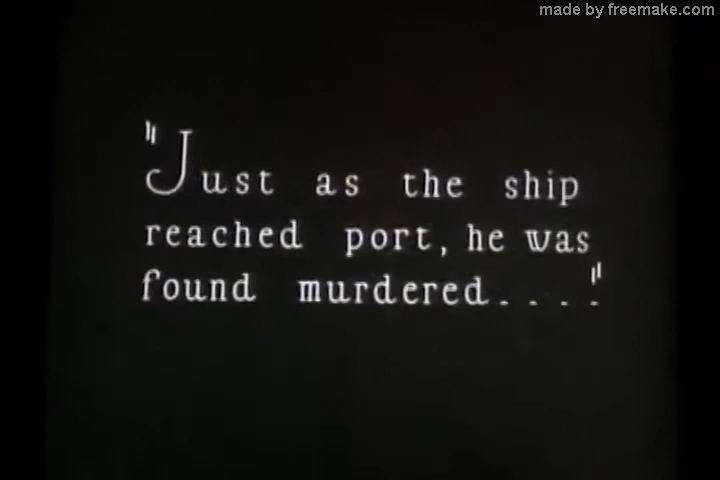 made by freemake.com
"Just as the ship
reached port, he was
found murdered...."